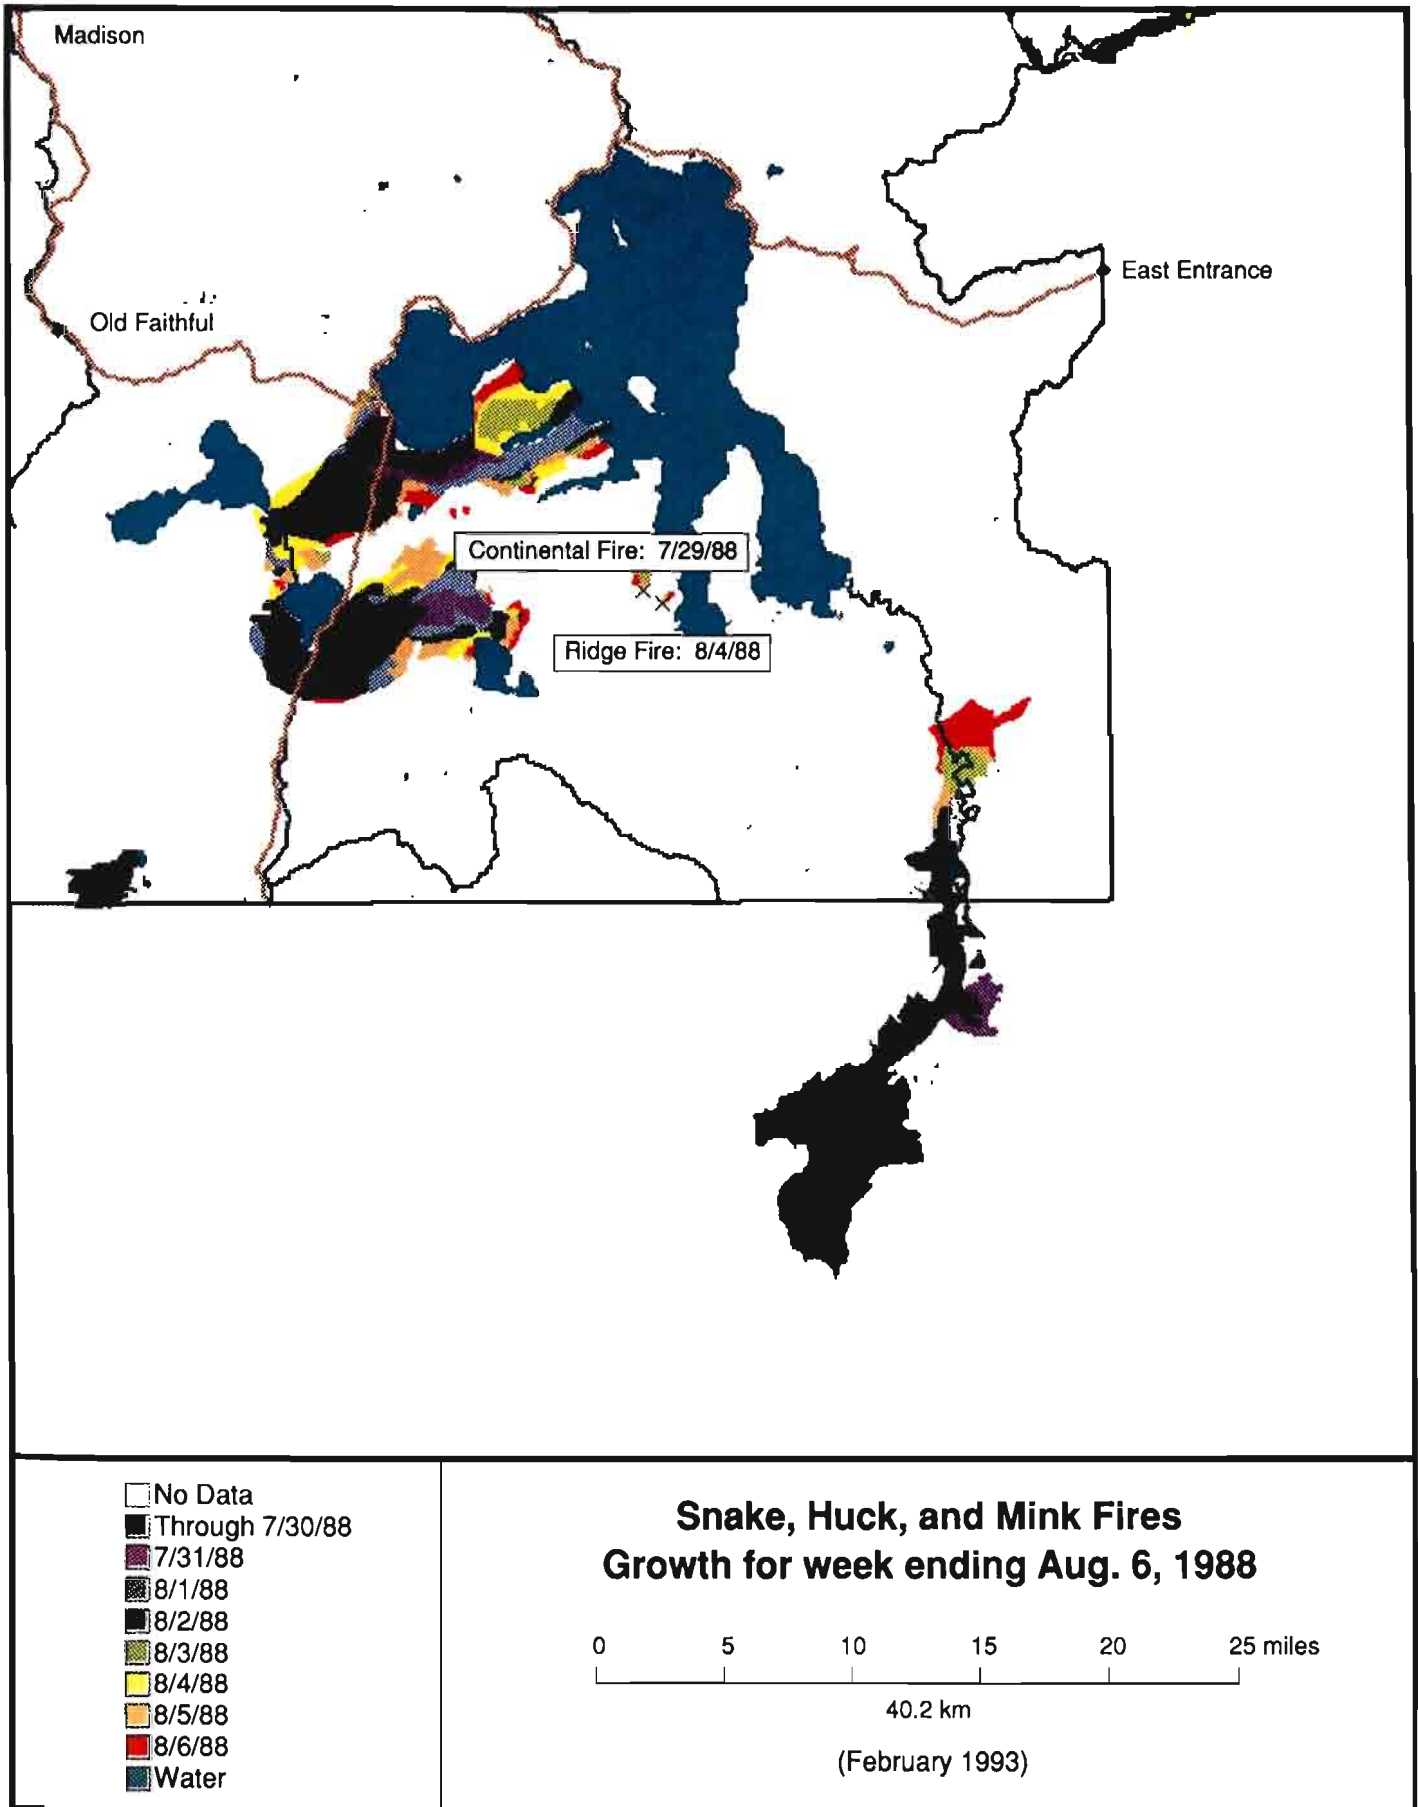 Madison
East Entrance
Old Faithful
Continental Fire: 7/29/88
Ridge Fire: 8/4/88
No Data
Through 7/30/88
7/31/88
8/1/88
8/2/88
8/3/88
8/4/88
8/5/88
8/6/88
Water
Snake, Huck, and Mink Fires
Growth for week ending Aug. 6, 1988
0 5 10 15 20 25 miles
40.2 km
(February 1993)